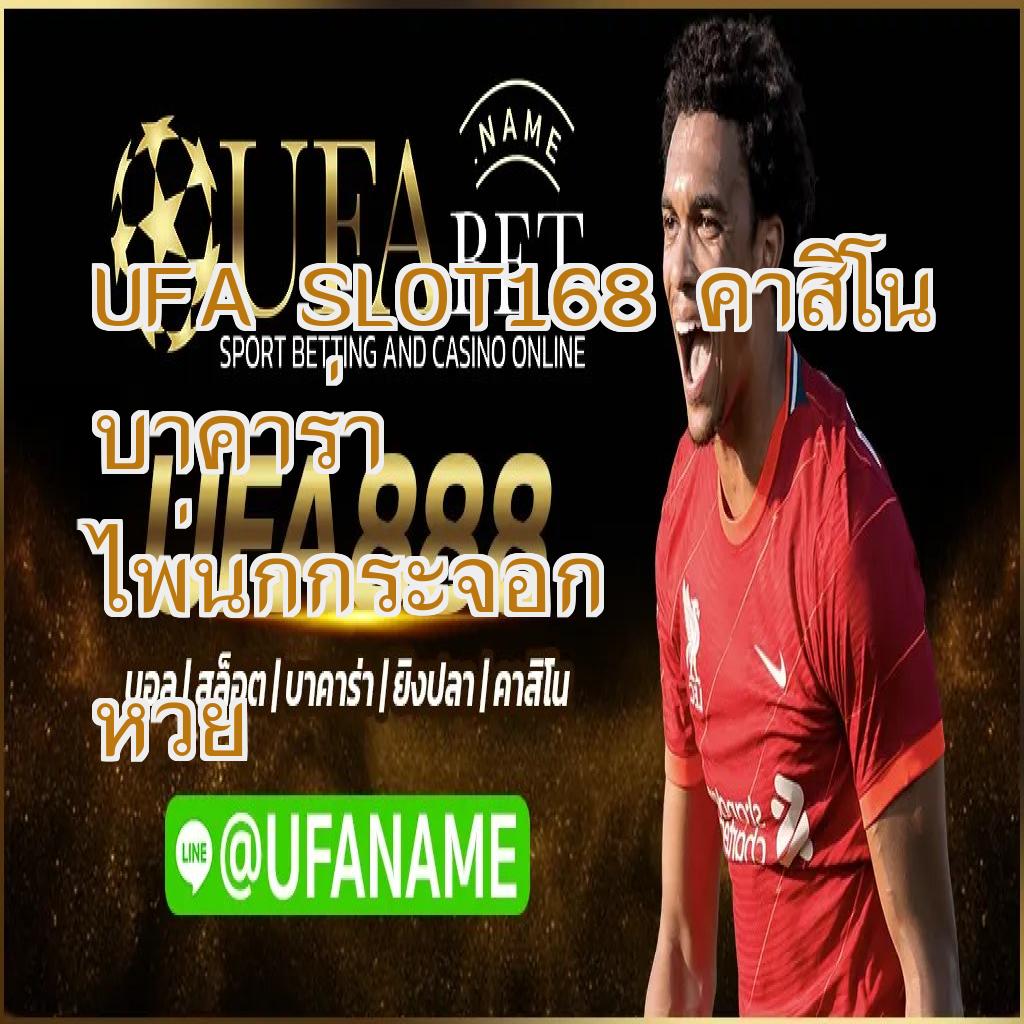 .NAME
UFA
BET
UFA SLOT168 คาสิโน
SPORT BETTING AND CASINO ONLINE
บาคาร่า
UFA888
ไพ่นกกระจอก
บอล | สล็อต | บาคาร่า | ยิงปลา | คาสิโน
หวย
LINE @UFANAME